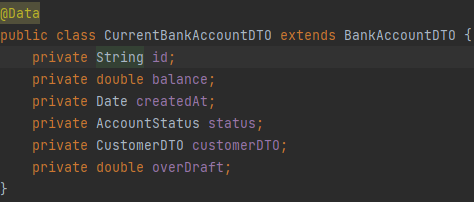 @Data
public class CurrentBankAccountDTO extends BankAccountDTO {
    private String id;
    private double balance;
    private Date createdAt;
    private AccountStatus status;
    private CustomerDTO customerDTO;
    private double overDraft;
}